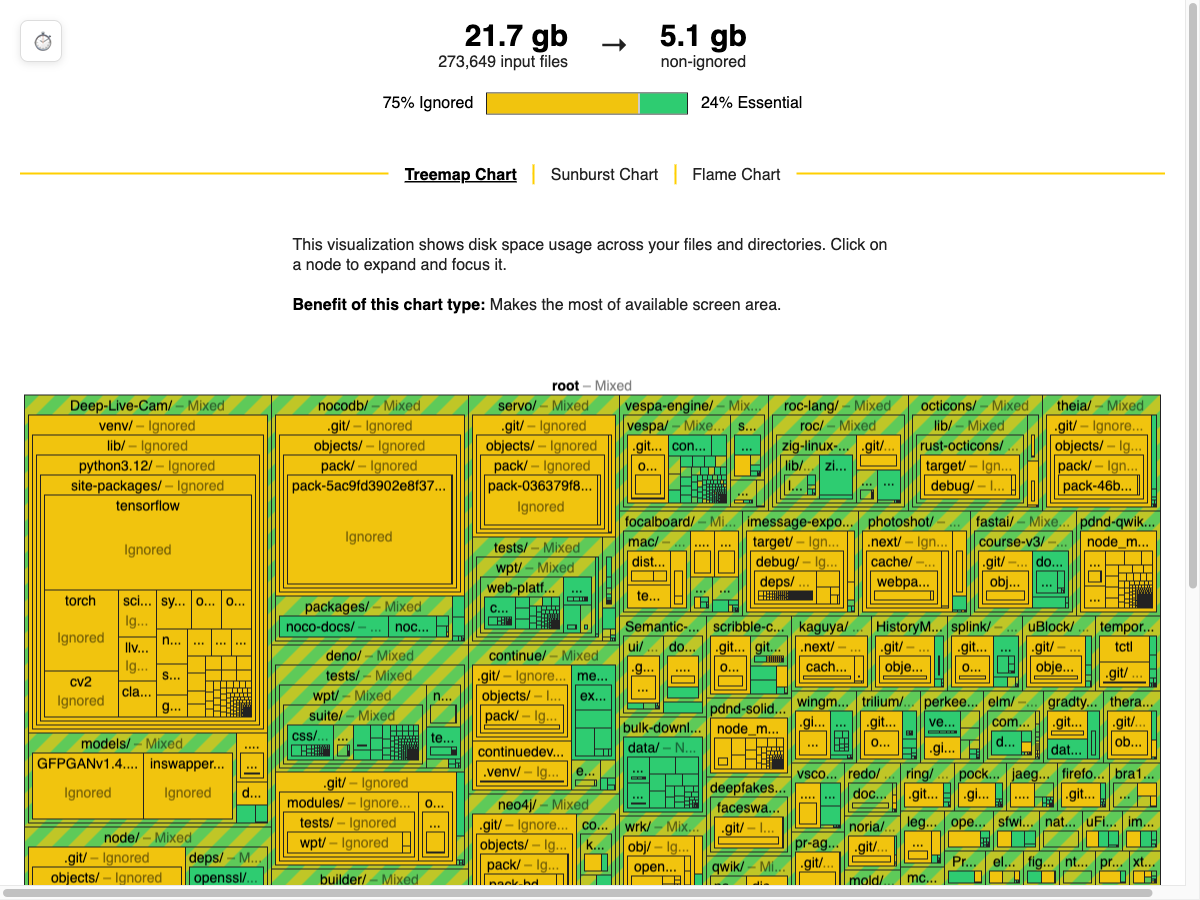 21.7 gb → 5.1 gb
273,649 input files non-ignored
75% Ignored 24% Essential
Treemap Chart Sunburst Chart Flame Chart
This visualization shows disk space usage across your files and directories. Click on
a node to expand and focus it.
Benefit of this chart type: Makes the most of available screen area.
root – Mixed
Deep-Live-Cam/ – Mixed
venv/ – Ignored
lib/ – Ignored
python3.12/ – Ignored
site-packages/ – Ignored
tensorflow
Ignored
torch
Ignored
cv2
Ignored
sci...
Ig...
sy...
o...
o...
llv...
Ig...
n...
...
...
...
cla...
s...
g...
models/ – Mixed
GFPGANv1.4....
Ignored
inswapper...
Ignored
....
...
d...
node/ – Mixed
.git/ – Ignored
objects/ – Ignored
deps/ – M...
openssl/...
nocodb/ – Mixed
.git/ – Ignored
objects/ – Ignored
pack/ – Ignored
pack-5ac9fd3902e8f37...
Ignored
packages/ – Mixed
noco-docs/ – ...
noc...
deno/ – Mixed
tests/ – Mixed
wpt/ – Mixed
suite/ – Mixed
css/...
...
n...
te...
.git/ – Ignored
modules/ – Ignore...
tests/ – Ignored
wpt/ – Ignored
o...
...
builder/ – Mixed
servo/ – Mixed
.git/ – Ignored
objects/ – Ignored
pack/ – Ignored
pack-036379f8...
Ignored
tests/ – Mixed
wpt/ – Mixed
web-platf...
c...
...
continue/ – Mixed
.git/ – Ignore...
objects/ – I...
pack/ – Ig...
me...
ex...
continuedev...
.venv/ – Ig...
e...
neo4j/ – Mixed
.git/ – Ignore...
objects/ – Ig...
pack/ – Ig...
pack-bd...
co...
k...
vespa-engine/ – Mix...
vespa/ – Mixe...
.git...
o...
con...
s...
...
...
roc-lang/ – Mixed
roc/ – Mixed
zig-linux-...
lib/...
l...
zi...
.git/...
...
...
octicons/ – Mixed
lib/ – Mixed
rust-octicons/
target/ – Ign...
debug/ – I...
theia/ – Mixed
.git/ – Ignore...
objects/ – Ig...
pack/ – Ign...
pack-46b...
focalboard/ – Mi...
mac/ – ...
dist...
te...
....
...
...
...
imessage-expo...
target/ – Ign...
debug/ – Ig...
deps/ ...
photoshot/ – ...
.next/ – Ign...
cache/ – ...
webpa...
fastai/ – Mixe...
course-v3/ – ...
.git/ – ...
obj...
do...
...
pdnd-qwik...
node_m...
...
Semantic-...
ui/ ...
.g...
...
do...
....
scribble-c...
.git...
o...
git...
kaguya/ ...
.next/ – ...
cach...
HistoryM...
.git/ – ...
obje...
splink/ – ...
.git...
o...
...
uBlock/ ...
.git/ – ...
obje...
tempor...
tctl
.git/ ...
bulk-downl...
data/ – N...
...
...
pdnd-solid...
node_m...
wingm...
.gi...
...
trilium/ ...
.git...
o...
perkee...
ve...
.gi...
elm/ – ...
com...
d...
gradty...
.git...
dat...
thera...
.git/ ...
ob...
deepfakes...
faceswa...
.git/ – I...
vsco...
...
...
redo/ ...
doc...
ring/ ...
.git...
pock...
.gi...
jaeg...
...
firefo...
.git...
bra1...
...
wrk/ – Mix...
obj/ – Ig...
open...
qwik/ – Mi...
pr-ag...
.git/...
noria/...
.git/...
mold/...
leg...
...
mc...
ope...
sfwi...
nat...
uFi...
im...
Pr...
el...
fig...
nt...
pr...
xt...